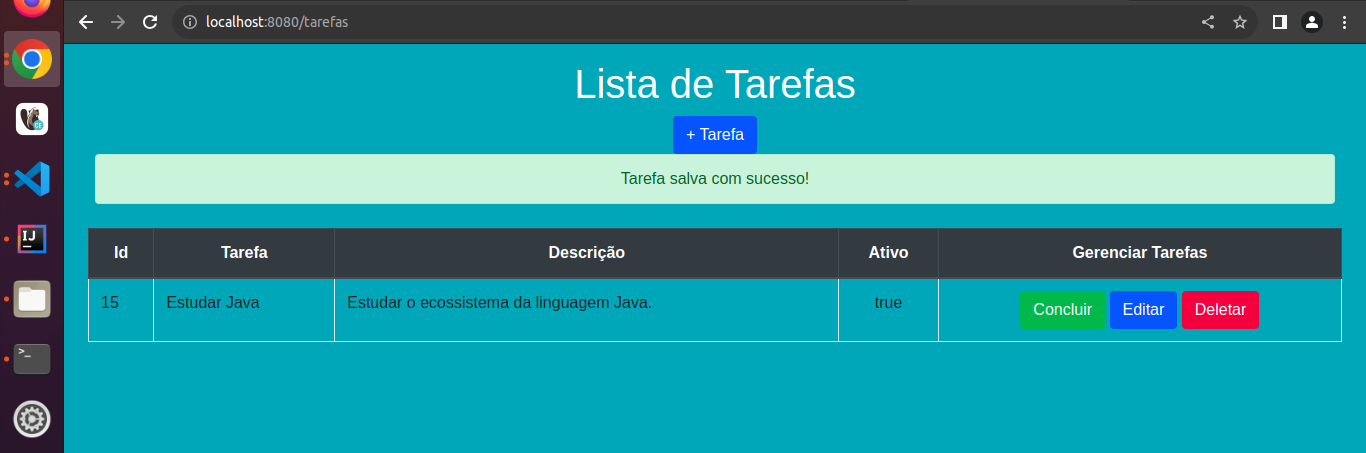 localhost:8080/tarefas
Lista de Tarefas
+ Tarefa
Tarefa salva com sucesso!
Id Tarefa Descrição Ativo Gerenciar Tarefas
15 Estudar Java Estudar o ecossistema da linguagem Java. true Concluir Editar Deletar
IJ
>_